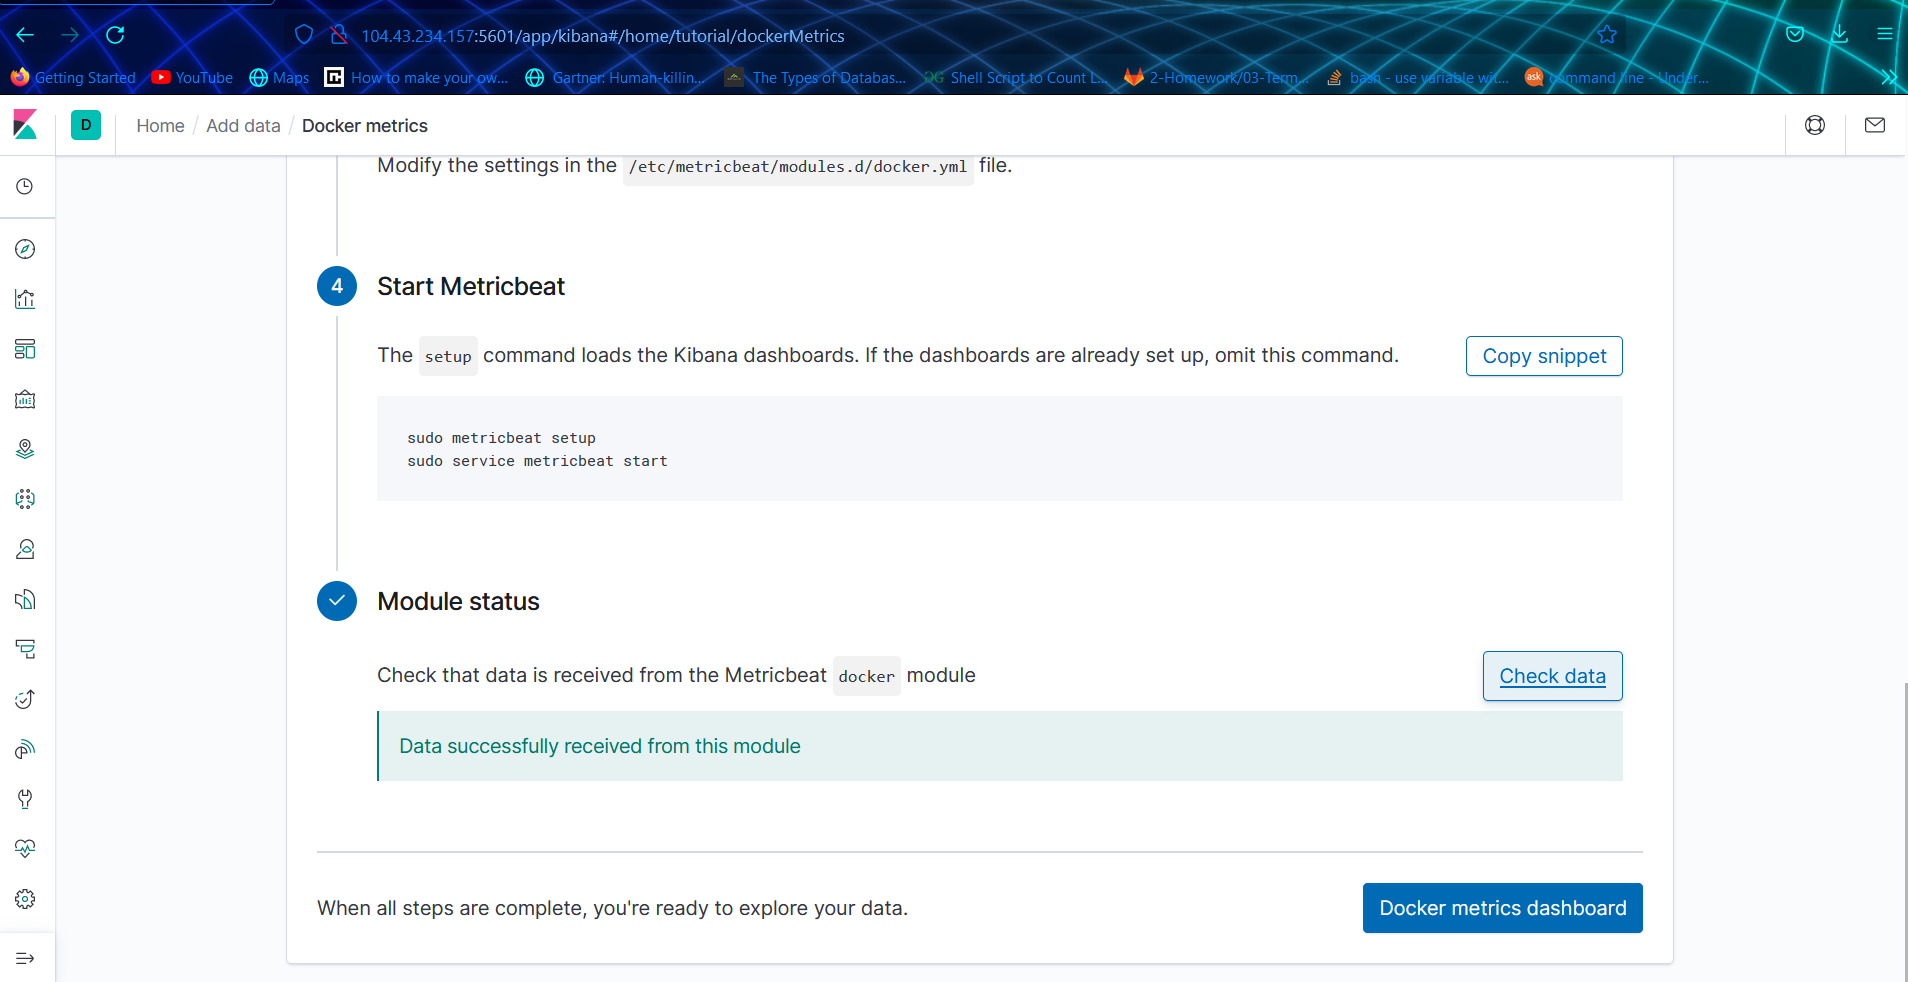 104.43.234.157:5601/app/kibana#/home/tutorial/dockerMetrics
Getting Started
YouTube
Maps
How to make your ow...
Gartner: Human-killin...
The Types of Databas...
GG Shell Script to Count L...
2-Homework/03-Term...
bash - use variable wit...
ask command line - Under...
D
Home / Add data / Docker metrics
Modify the settings in the /etc/metricbeat/modules.d/docker.yml file.
4
Start Metricbeat
The setup command loads the Kibana dashboards. If the dashboards are already set up, omit this command.
Copy snippet
sudo metricbeat setup
sudo service metricbeat start
Module status
Check that data is received from the Metricbeat docker module
Check data
Data successfully received from this module
When all steps are complete, you're ready to explore your data.
Docker metrics dashboard